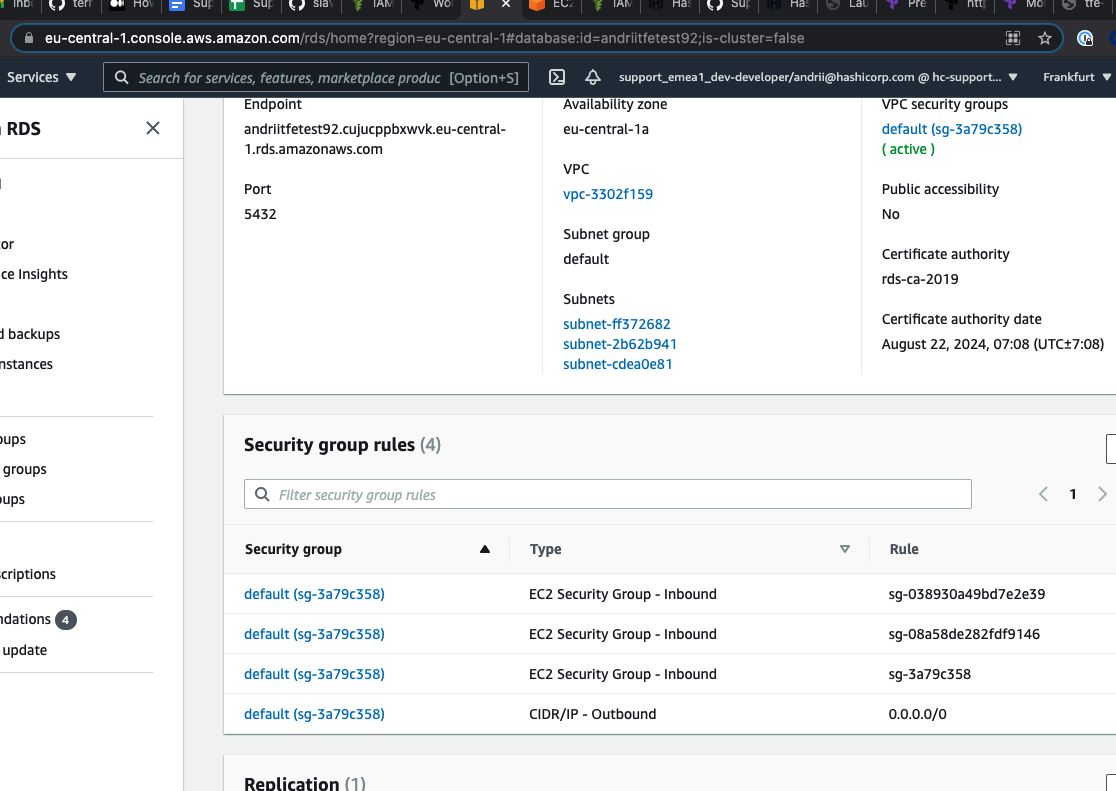 Inb
terr
Hov
Sup
Sup
slav
IAM
Wor
EC2
IAM
Has
Sup
Has
Lau
Pre
http
Mo
tfe-
eu-central-1.console.aws.amazon.com/rds/home?region=eu-central-1#database:id=andriitfetest92;is-cluster=false
Services ▼
Search for services, features, marketplace produc [Option+S]
support_emea1_dev-developer/andrii@hashicorp.com @ hc-support... ▼
Frankfurt ▼
RDS
tor
ce Insights
d backups
nstances
oups
groups
oups
scriptions
ndations 4
update
Endpoint
andriitfetest92.cujucppbxwvk.eu-central-
1.rds.amazonaws.com
Port
5432
Availability zone
eu-central-1a
VPC
vpc-3302f159
Subnet group
default
Subnets
subnet-ff372682
subnet-2b62b941
subnet-cdea0e81
VPC security groups
default (sg-3a79c358)
( active )
Public accessibility
No
Certificate authority
rds-ca-2019
Certificate authority date
August 22, 2024, 07:08 (UTC±7:08)
Security group rules (4)
Filter security group rules
1
Security group Type Rule
default (sg-3a79c358) EC2 Security Group - Inbound sg-038930a49bd7e2e39
default (sg-3a79c358) EC2 Security Group - Inbound sg-08a58de282fdf9146
default (sg-3a79c358) EC2 Security Group - Inbound sg-3a79c358
default (sg-3a79c358) CIDR/IP - Outbound 0.0.0.0/0
Replication (1)